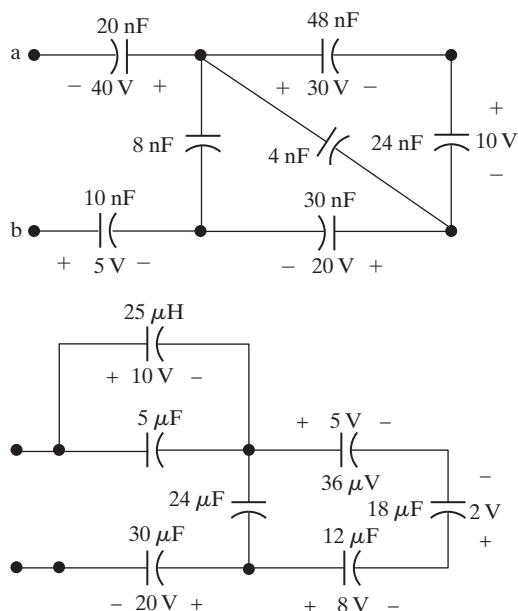 20 nF
48 nF
a
− 40 V +
+ 30 V −
+
8 nF
4 nF
24 nF
10 V
−
10 nF
30 nF
b
+ 5 V −
− 20 V +
25 μH
+ 10 V −
5 μF
+ 5 V −
36 μV
−
24 μF
18 μF
2 V
+
30 μF
12 μF
− 20 V +
+ 8 V −